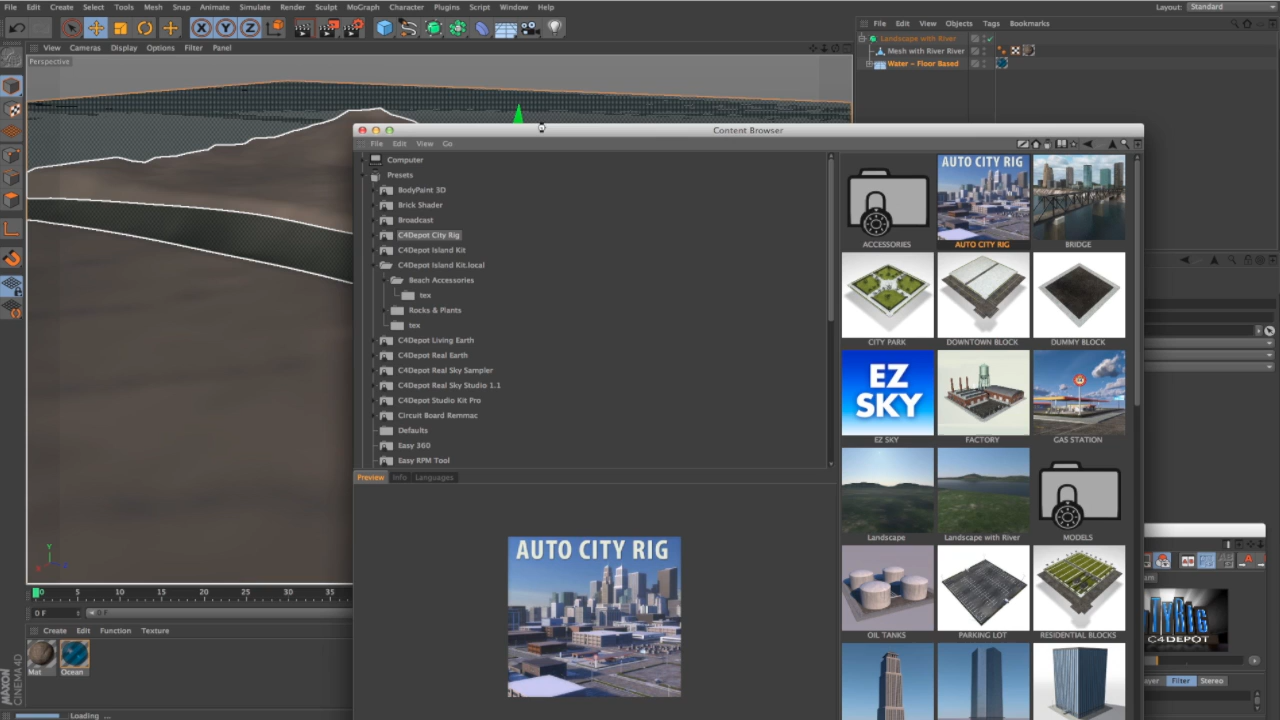 File Edit Create Select Tools Mesh Snap Animate Simulate Render Sculpt MoGraph Character Plugins Script Window Help
Layout: Standard
X Y Z
File Edit View Objects Tags Bookmarks
View Cameras Display Options Filter Panel
Perspective
Landscape with River
Mesh with River River
Water - Floor Based
Content Browser
File Edit View Go
Computer
Presets
BodyPaint 3D
Brick Shader
Broadcast
C4Depot City Rig
C4Depot Island Kit
C4Depot Island Kit.local
Beach Accessories
tex
Rocks & Plants
tex
C4Depot Living Earth
C4Depot Real Earth
C4Depot Real Sky Sampler
C4Depot Real Sky Studio 1.1
C4Depot Studio Kit Pro
Circuit Board Remmac
Defaults
Easy 360
Easy RPM Tool
Preview Info Languages
AUTO CITY RIG
AUTO CITY RIG
ACCESSORIES AUTO CITY RIG BRIDGE
CITY PARK DOWNTOWN BLOCK DUMMY BLOCK
EZ
SKY
EZ SKY FACTORY GAS STATION
Landscape Landscape with River MODELS
OIL TANKS PARKING LOT RESIDENTIAL BLOCKS
Y
0 5 10 15 20 25 30 35
0 F
0 F
Create Edit Function Texture
Mat Ocean
MAXON
CINEMA 4D
Loading ...
C4DEPOT
Filter Stereo